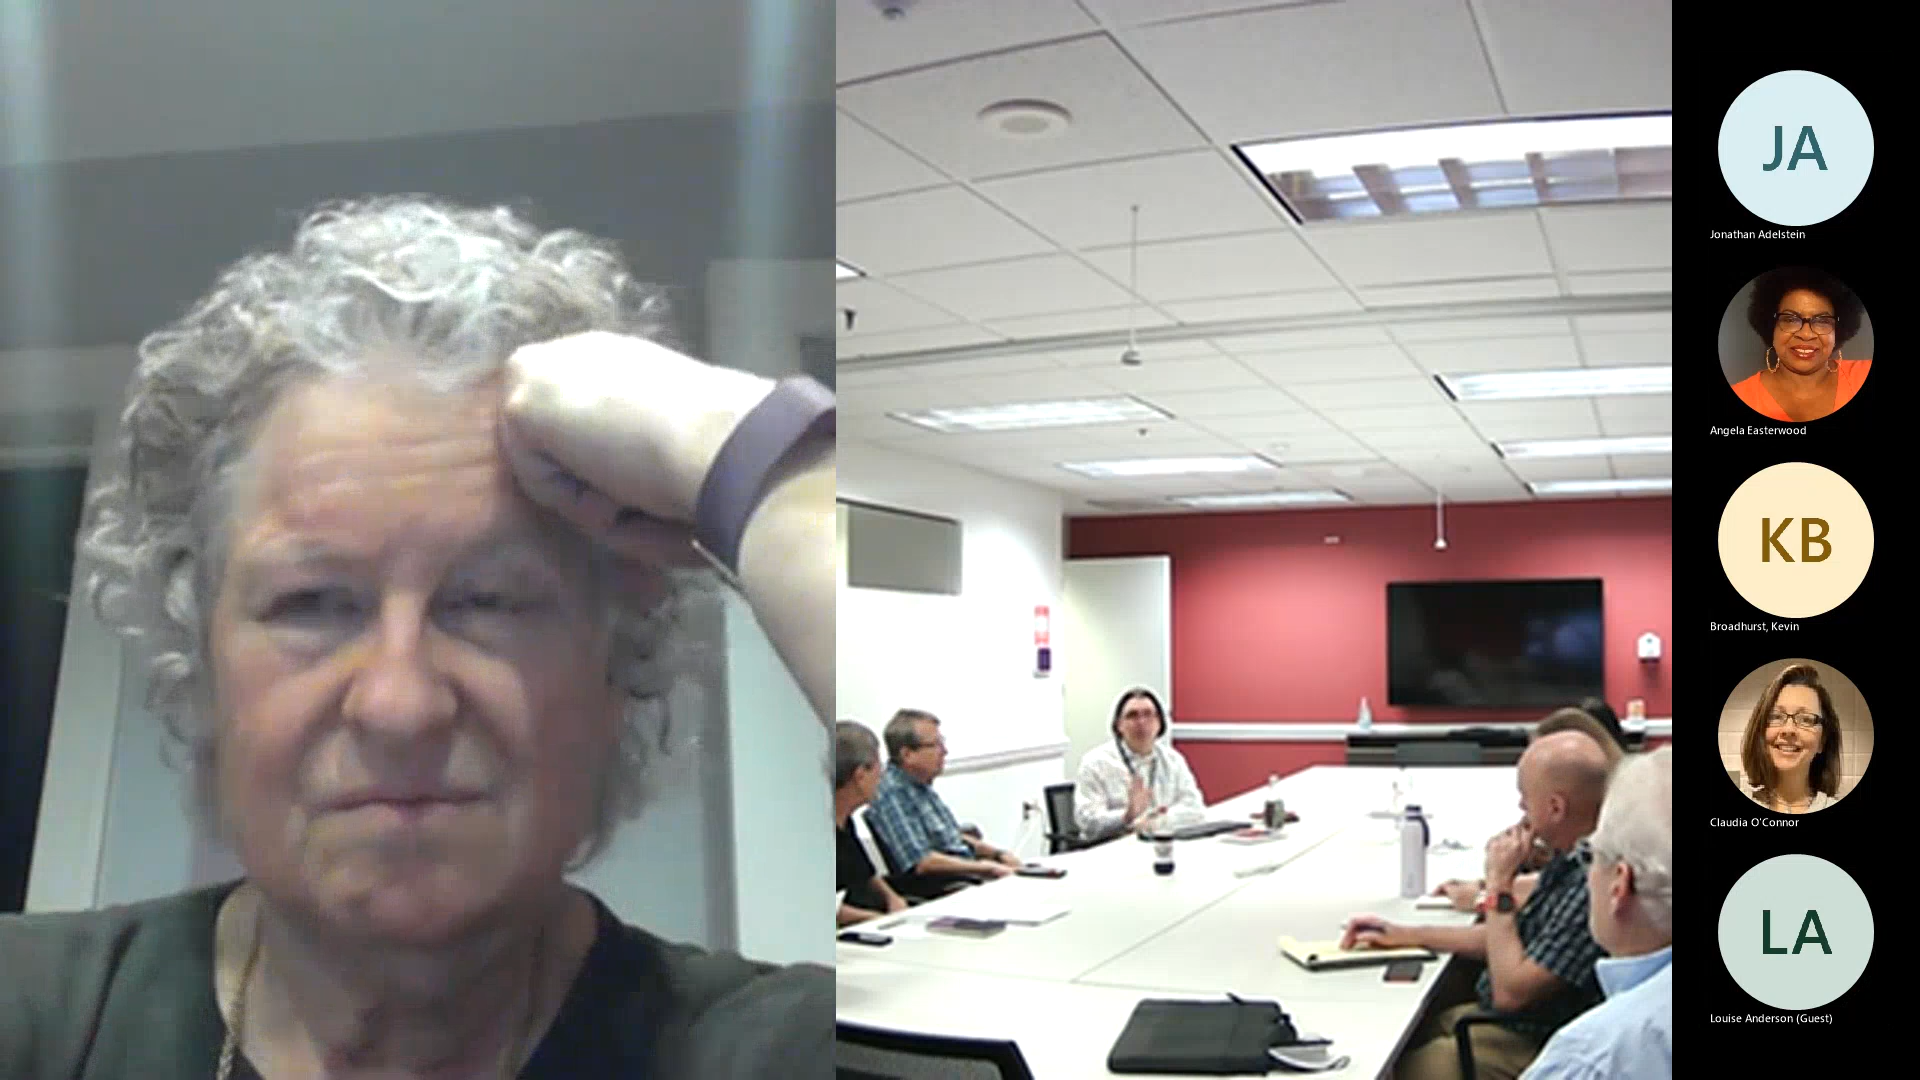 JA
Jonathan Adelstein
Angela Easterwood
KB
Broadhurst, Kevin
Claudia O'Connor
LA
Louise Anderson (Guest)